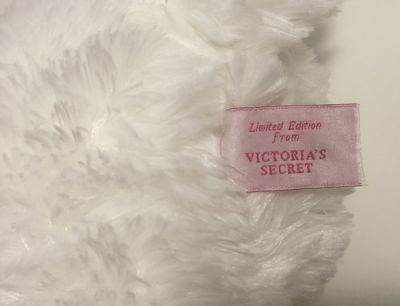 Limited Edition
from
VICTORIA'S
SECRET